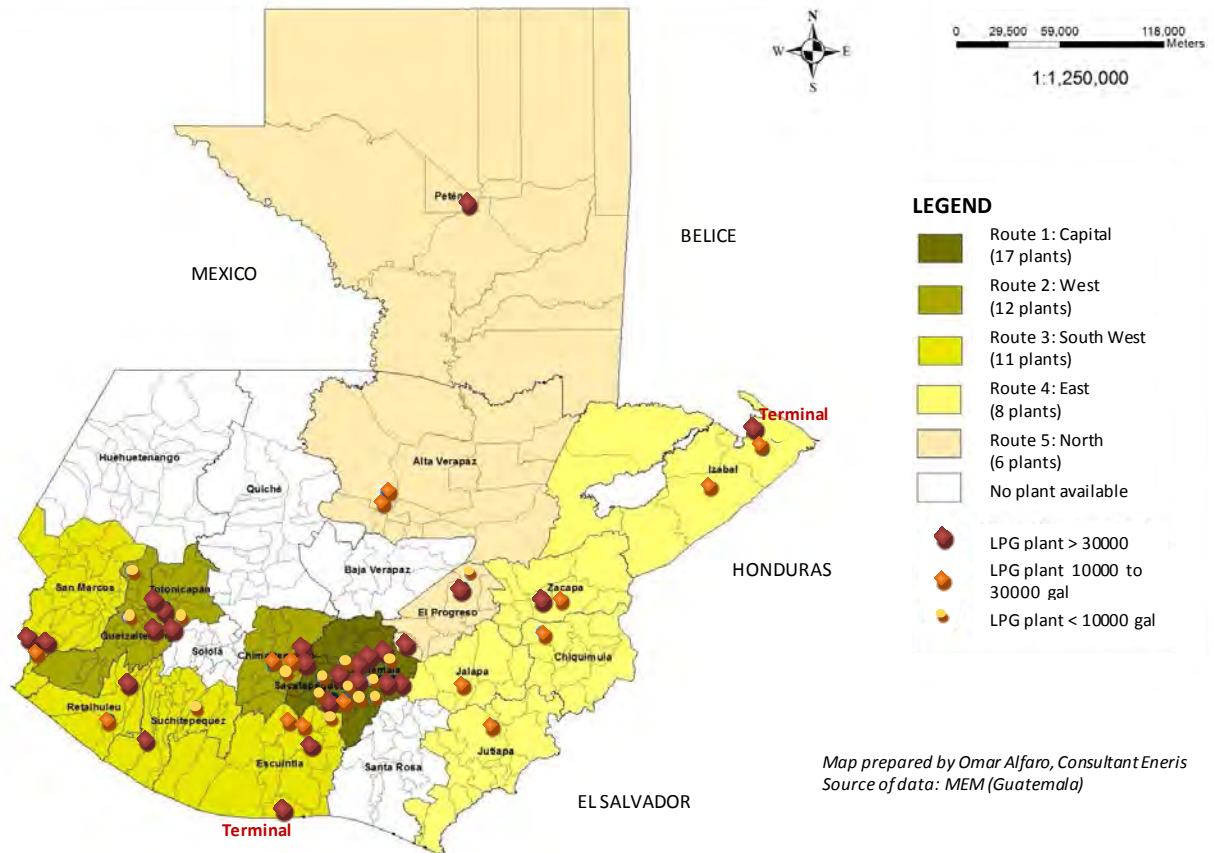 N
W E
S
0 29,500 59,000 118,000
Meters
1:1,250,000
Petén
BELICE
MEXICO
LEGEND
Route 1: Capital
(17 plants)
Route 2: West
(12 plants)
Route 3: South West
(11 plants)
Route 4: East
(8 plants)
Route 5: North
(6 plants)
No plant available
LPG plant > 30000
LPG plant 10000 to
30000 gal
LPG plant < 10000 gal
Terminal
Huehuetenango
Quiché
Alta Verapaz
Izabal
Baja Verapaz
HONDURAS
San Marcos
Totonicapán
Zacapa
El Progreso
Sololá
Chiquimula
Jalapa
Retalhuleu
Suchitepequez
Escuintla
Jutiapa
Santa Rosa
Map prepared by Omar Alfaro, Consultant Eneris
Source of data: MEM (Guatemala)
EL SALVADOR
Terminal